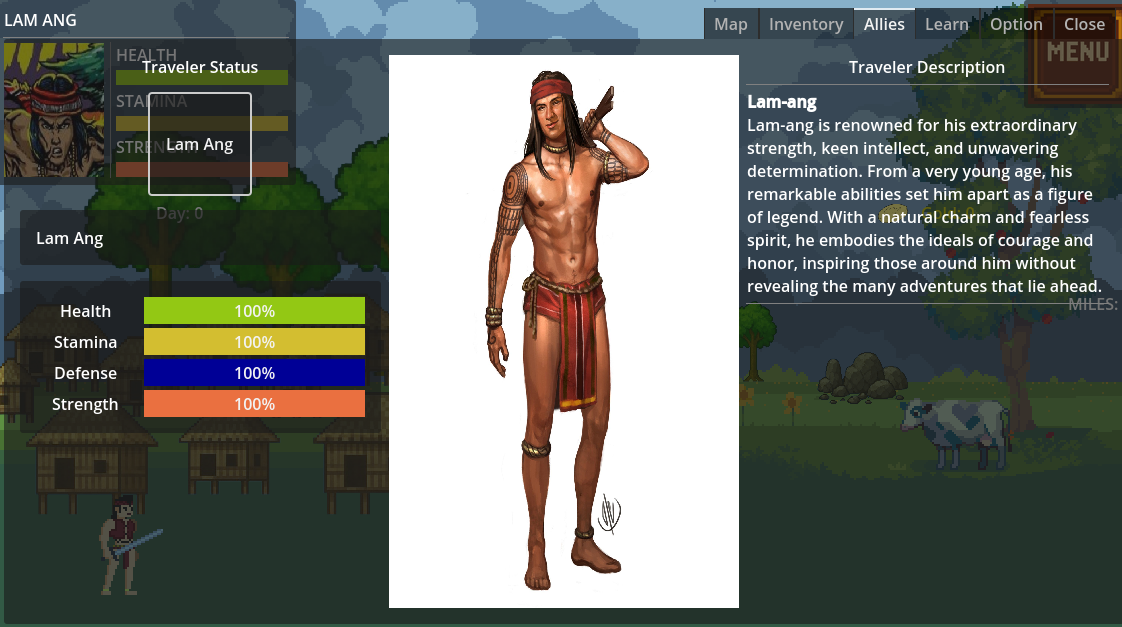 LAM ANG
Map Inventory Allies Learn Option Close
MENU
HEALTH
Traveler Status
STAMINA
Lam Ang
Day: 0
Lam Ang
Health 100%
Stamina 100%
Defense 100%
Strength 100%
Traveler Description
Lam-ang
Lam-ang is renowned for his extraordinary
strength, keen intellect, and unwavering
determination. From a very young age, his
remarkable abilities set him apart as a figure
of legend. With a natural charm and fearless
spirit, he embodies the ideals of courage and
honor, inspiring those around him without
revealing the many adventures that lie ahead.
MILES: